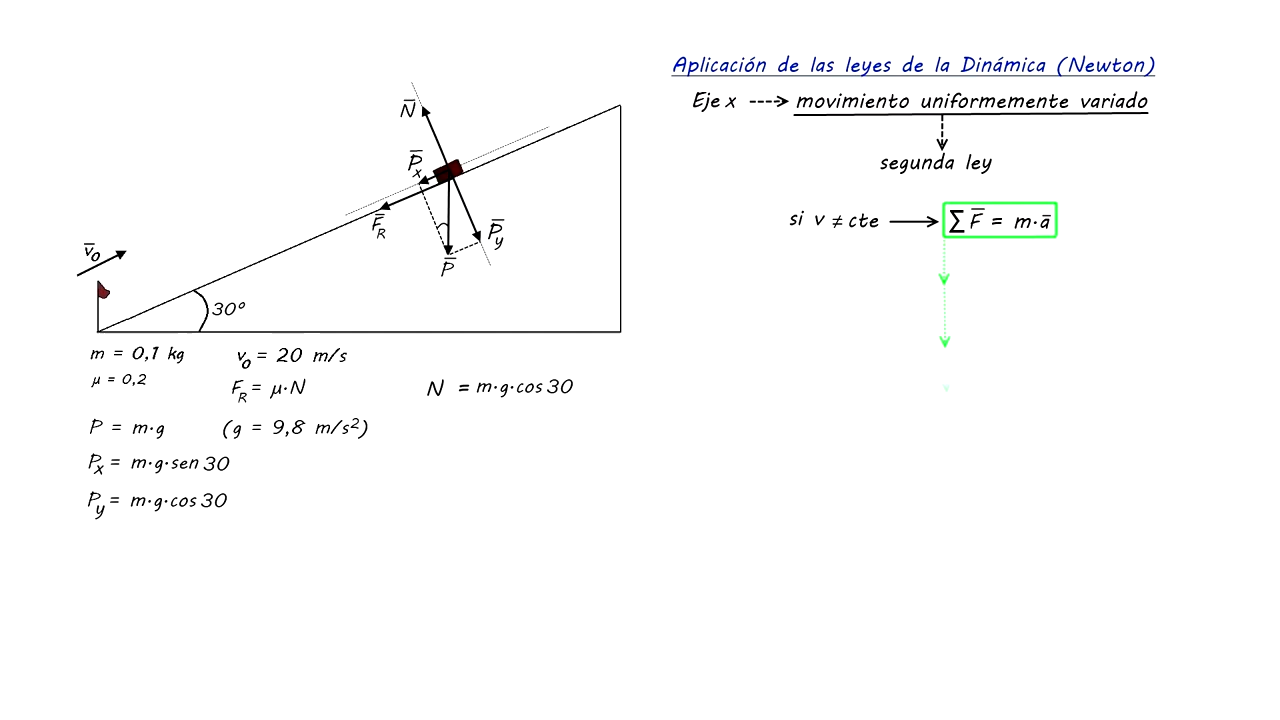 Aplicación de las leyes de la Dinámica (Newton)
Eje x ----> movimiento uniformemente variado
segunda ley
si v ≠ cte ⟶ ∑ F̅ = m·a̅
N̅
P̅x
F̅R
P̅y
P̅
v̅o
30º
m = 0,1 kg vo = 20 m/s
μ = 0,2 FR = μ·N N = m·g·cos 30
P = m·g (g = 9,8 m/s²)
Px = m·g·sen 30
Py = m·g·cos 30